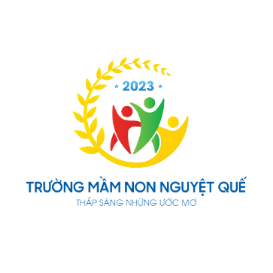 * 2023 *
TRƯỜNG MẦM NON NGUYỆT QUẾ
THẮP SÁNG NHỮNG ƯỚC MƠ